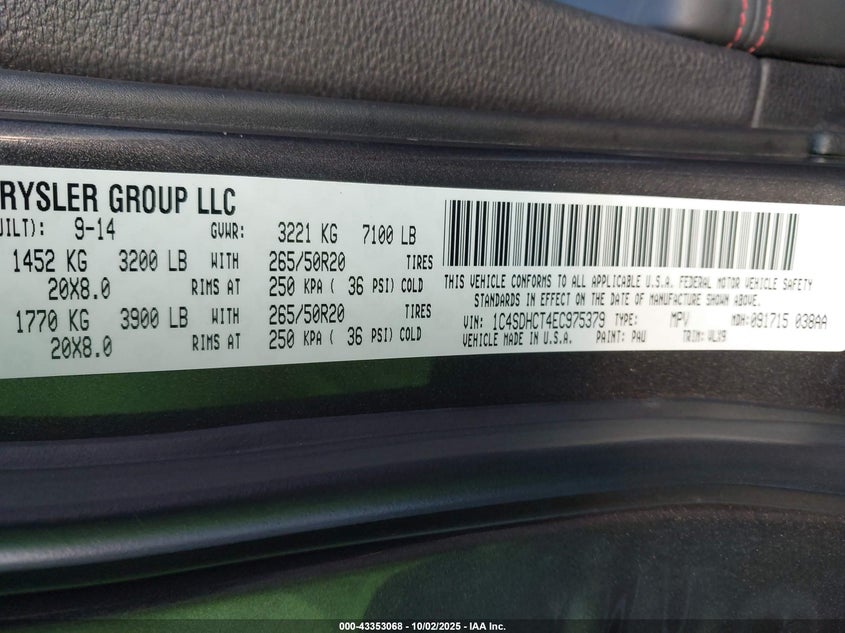 RYSLER GROUP LLC
UILT): 9-14 GVWR: 3221 KG 7100 LB
1452 KG 3200 LB WITH 265/50R20 TIRES
20X8.0 RIMS AT 250 KPA ( 36 PSI) COLD
1770 KG 3900 LB WITH 265/50R20 TIRES
20X8.0 RIMS AT 250 KPA ( 36 PSI) COLD
THIS VEHICLE CONFORMS TO ALL APPLICABLE U.S.A. FEDERAL MOTOR VEHICLE SAFETY
STANDARDS IN EFFECT ON THE DATE OF MANUFACTURE SHOWN ABOVE.
VIN: 1C4SDHCT4EC975379 TYPE: MPV MDH: 091715 038AA
VEHICLE MADE IN U.S.A. PAINT: PAU TRIM: VLX9
000-43353068 - 10/02/2025 - IAA Inc.